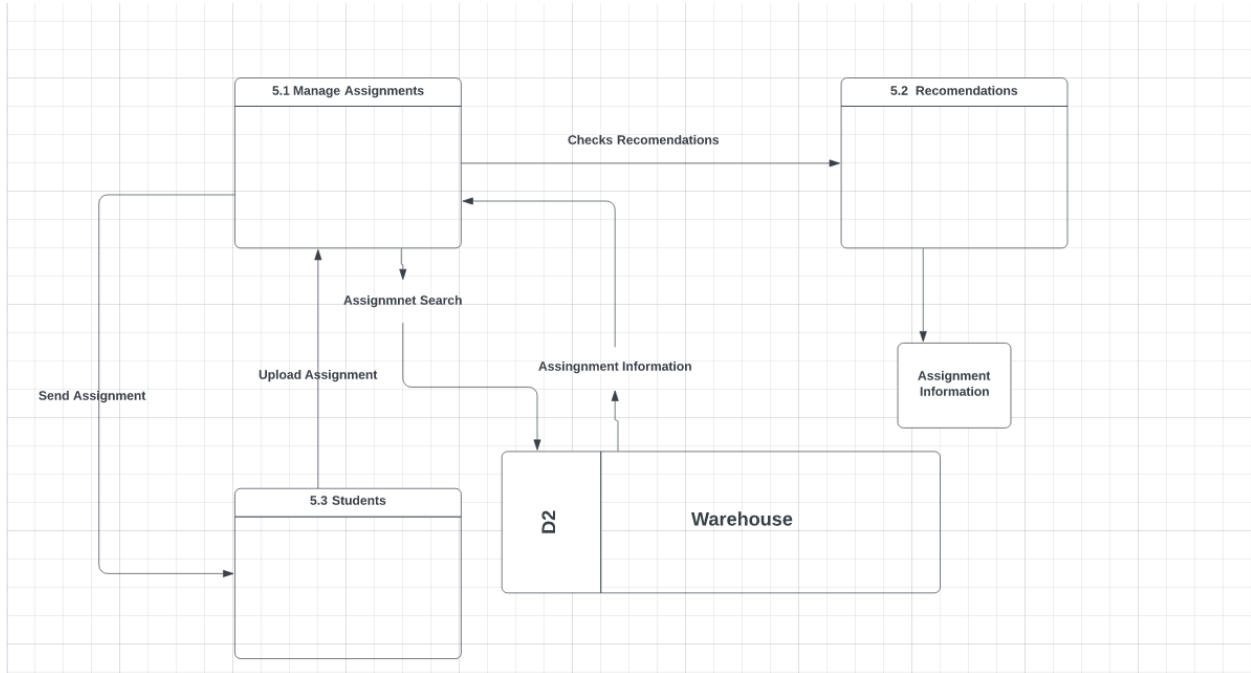 5.1 Manage Assignments
5.2 Recomendations
Checks Recomendations
Assignmnet Search
Assingnment Information
Upload Assignment
Send Assignment
Assignment
Information
5.3 Students
D2
Warehouse